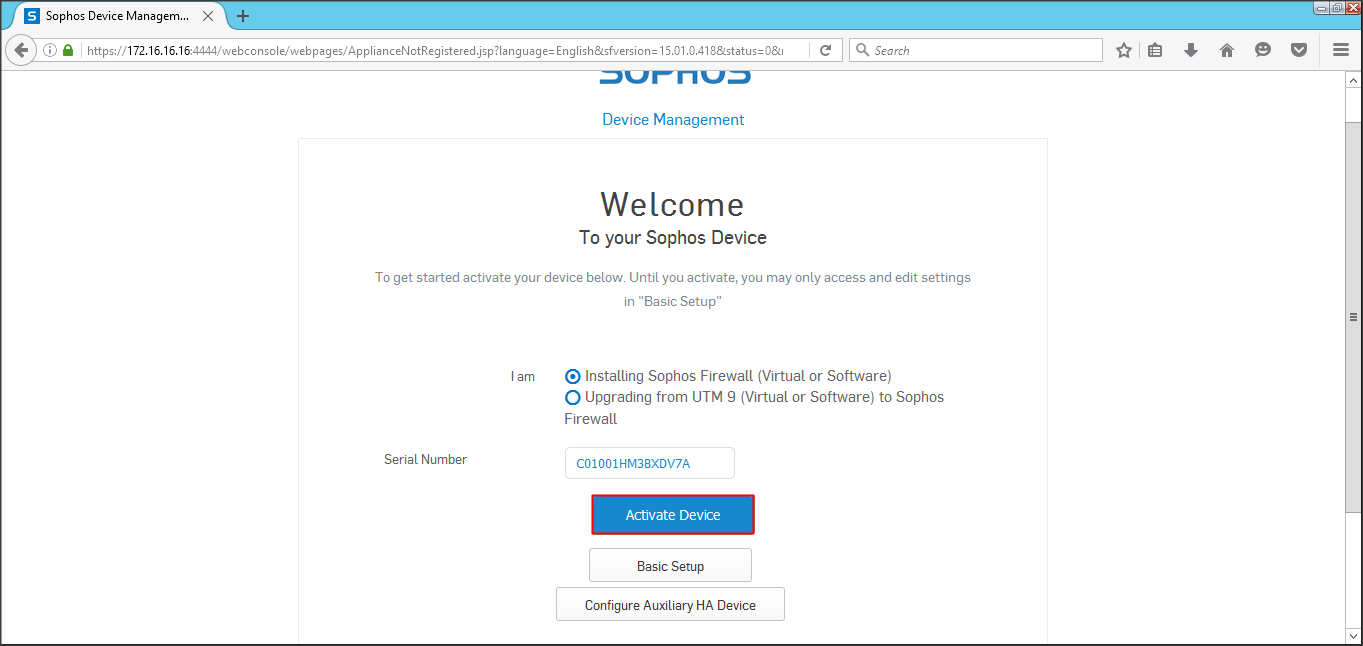 Sophos Device Managem...
https://172.16.16.16:4444/webconsole/webpages/ApplianceNotRegistered.jsp?language=English&sfversion=15.01.0.418&status=0&
Search
SOPHOS
Device Management
Welcome
To your Sophos Device
To get started activate your device below. Until you activate, you may only access and edit settings
in "Basic Setup"
I am
Installing Sophos Firewall (Virtual or Software)
Upgrading from UTM 9 (Virtual or Software) to Sophos
Firewall
Serial Number
C01001HM3BXDV7A
Activate Device
Basic Setup
Configure Auxiliary HA Device